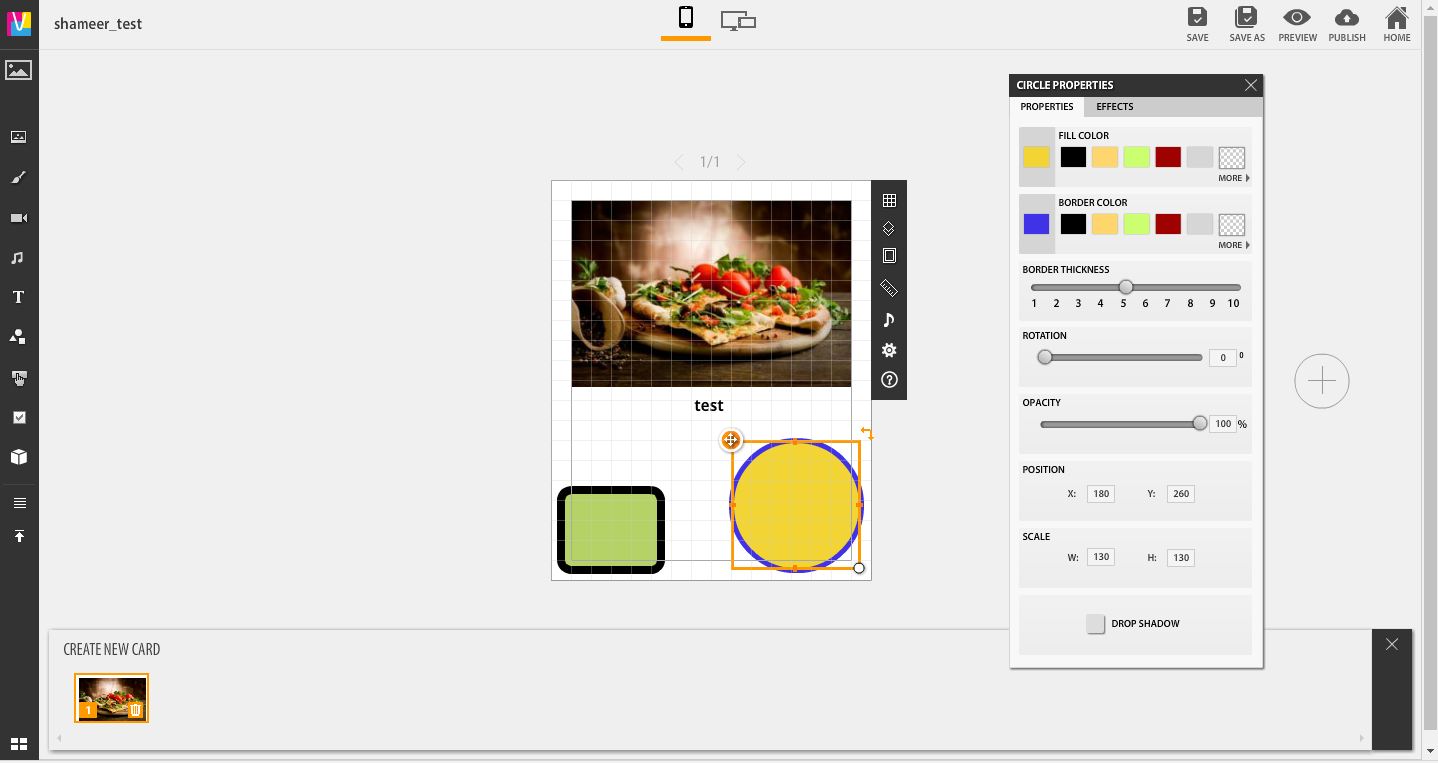 shameer_test
SAVE
SAVE AS
PREVIEW
PUBLISH
HOME
CIRCLE PROPERTIES
PROPERTIES
EFFECTS
FILL COLOR
MORE
BORDER COLOR
MORE
BORDER THICKNESS
1 2 3 4 5 6 7 8 9 10
ROTATION
0 0
OPACITY
100 %
POSITION
X: 180 Y: 260
SCALE
W: 130 H: 130
DROP SHADOW
1/1
test
T
CREATE NEW CARD
1